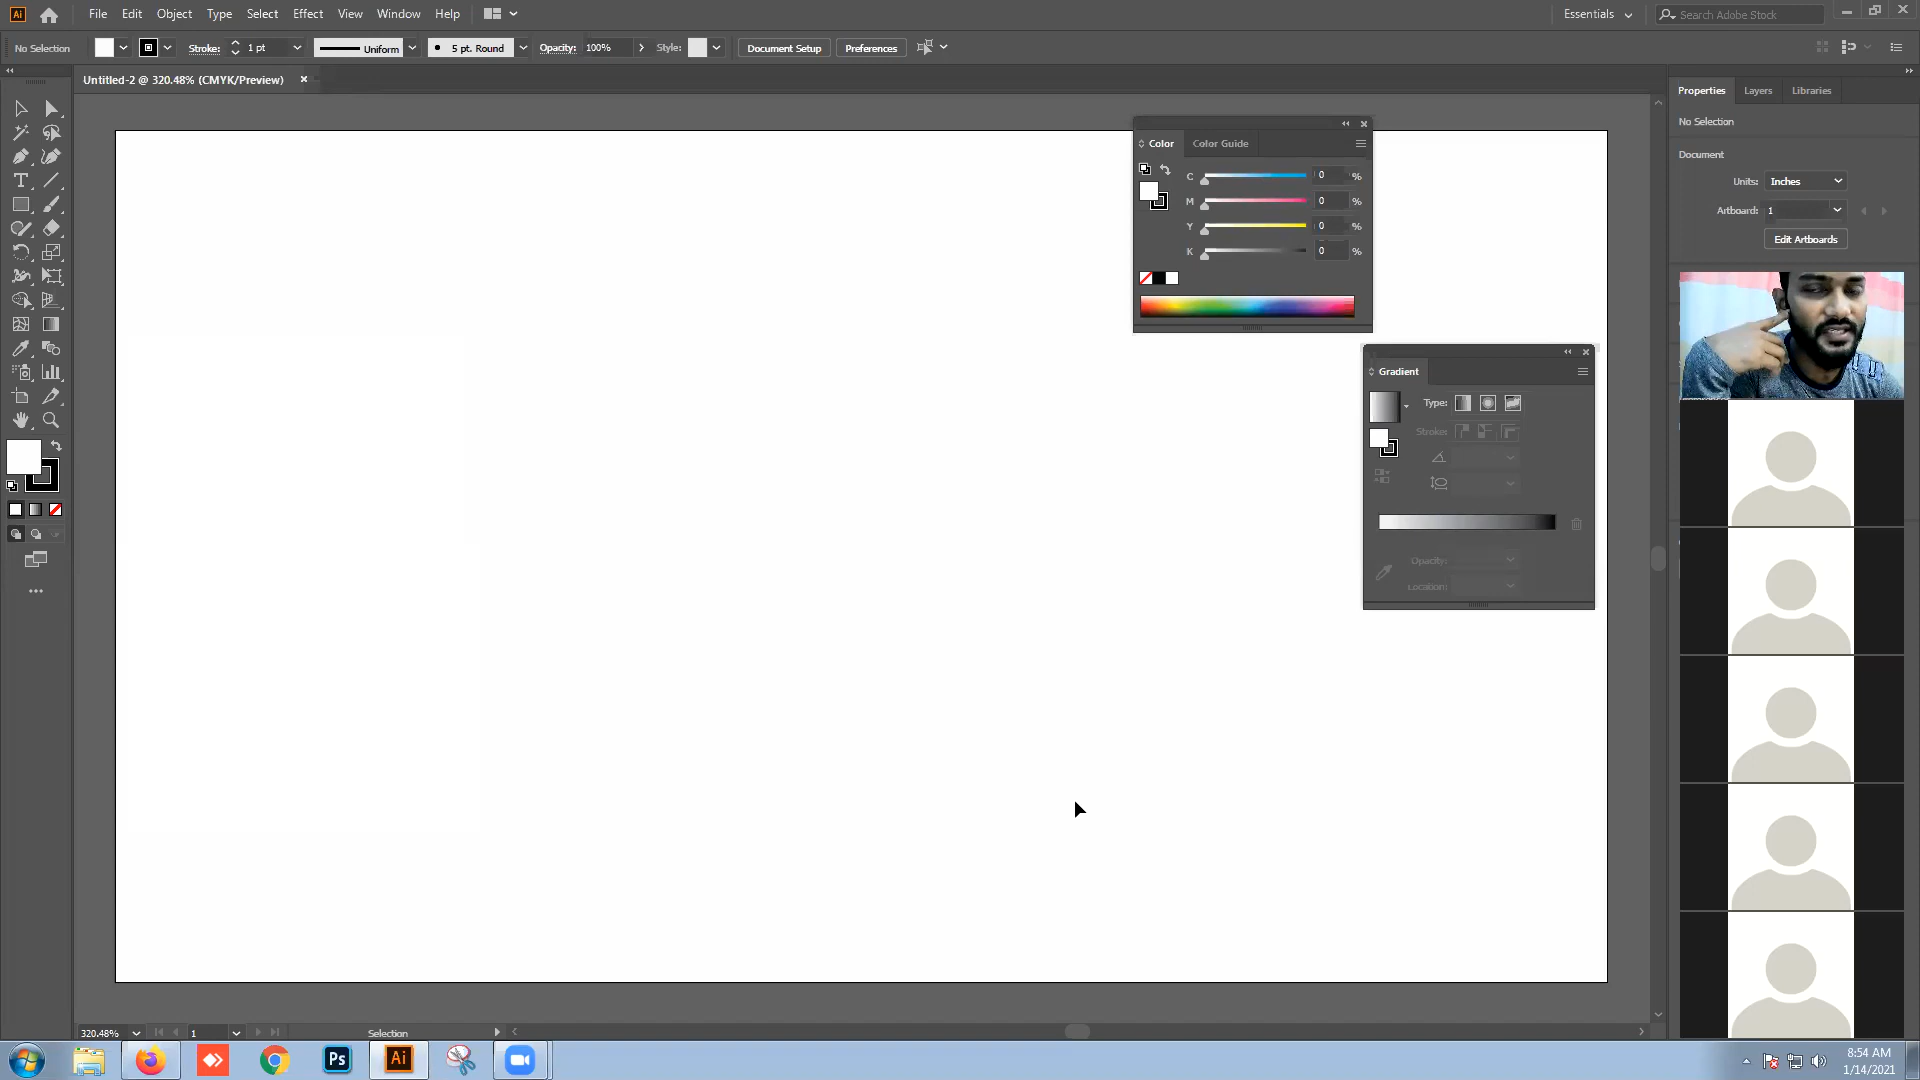 Ai File Edit Object Type Select Effect View Window Help Essentials Search Adobe Stock
No Selection Stroke: 1 pt Uniform 5 pt. Round Opacity: 100% Style: Document Setup Preferences
Untitled-2 @ 320.48% (CMYK/Preview)
Properties Layers Libraries
No Selection
Document
Units: Inches
Artboard: 1
Edit Artboards
Color Color Guide
C 0 %
M 0 %
Y 0 %
K 0 %
Gradient
Type:
Stroke:
Opacity:
Location:
320.48% 1 Selection
Ps Ai
8:54 AM
1/14/2021